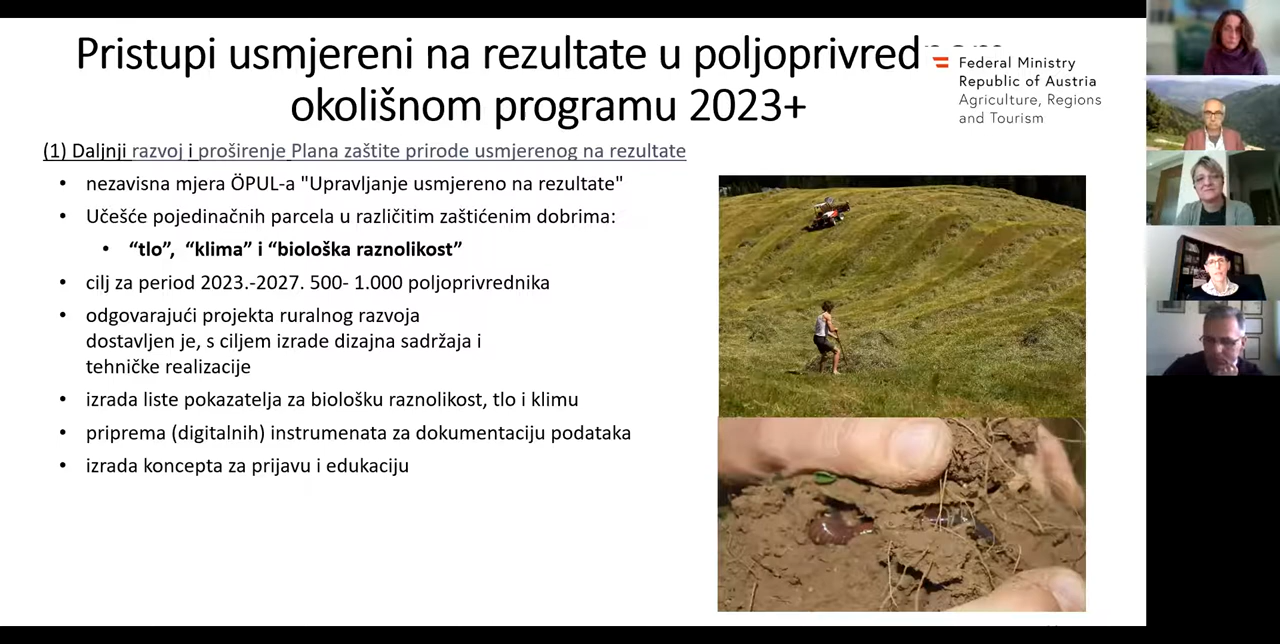 Pristupi usmjereni na rezultate u
okolišnom programu 2023+
Federal Ministry
Republic of Austria
Agriculture, Regions
and Tourism
(1) Daljnji razvoj i proširenje Plana zaštite prirode usmjerenog na rezultate
• nezavisna mjera ÖPUL-a "Upravljanje usmjereno na rezultate"
• Učešće pojedinačnih parcela u različitim zaštićenim dobrima:
• “tlo”, “klima” i “biološka raznolikost”
• cilj za period 2023.-2027. 500- 1.000 poljoprivrednika
• odgovarajući projekta ruralnog razvoja
dostavljen je, s ciljem izrade dizajna sadržaja i
tehničke realizacije
• izrada liste pokazatelja za biološku raznolikost, tlo i klimu
• priprema (digitalnih) instrumenata za dokumentaciju podataka
• izrada koncepta za prijavu i edukaciju